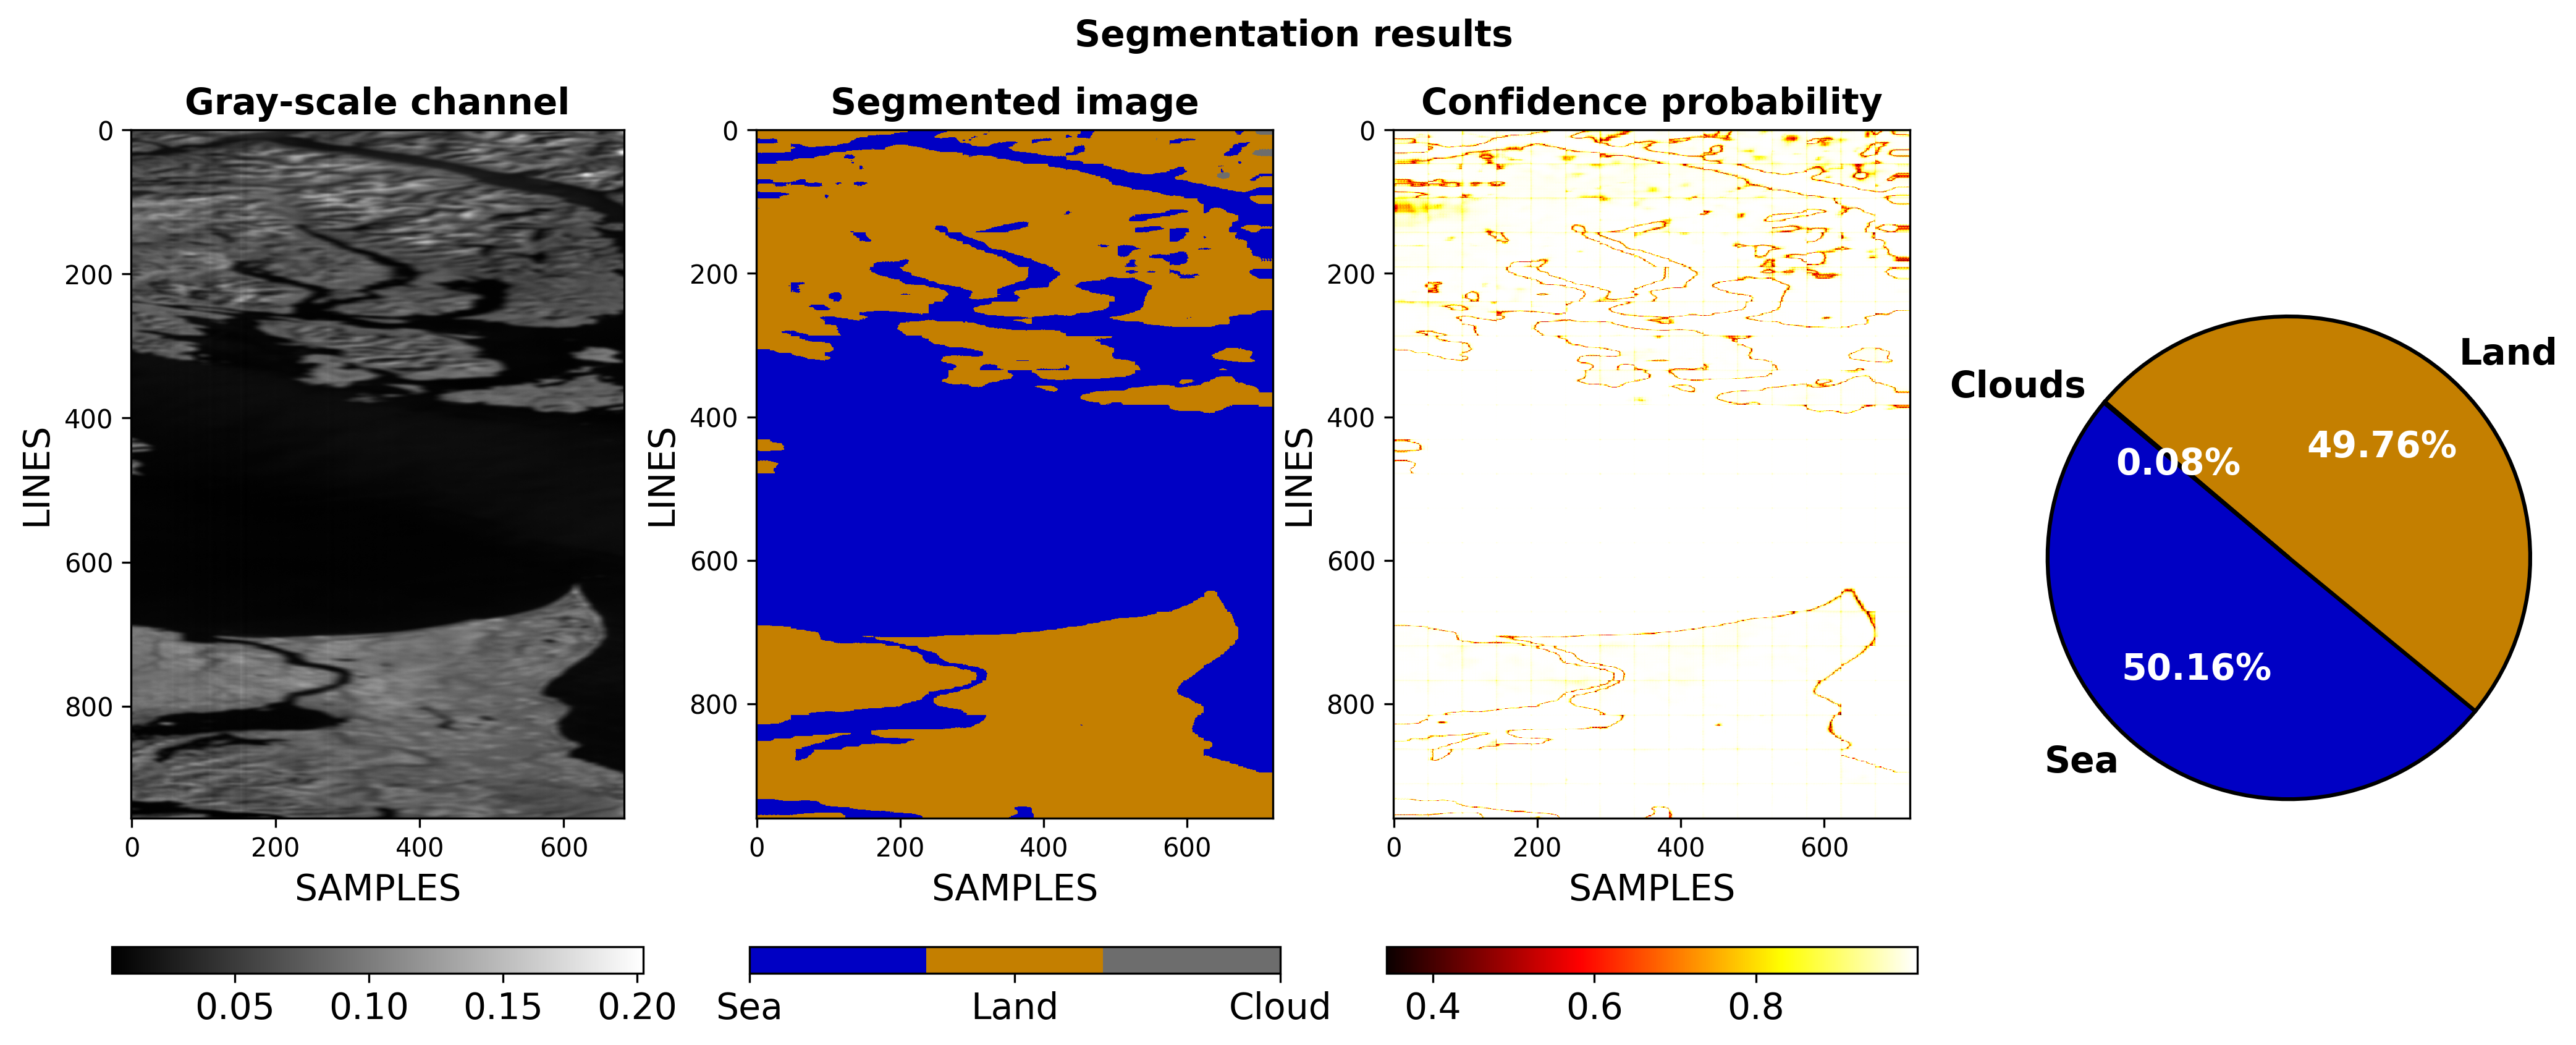 Segmentation results
Gray-scale channel
0
200
400
600
800
LINES
0
200
400
600
SAMPLES
0.05
0.10
0.15
0.20
Segmented image
0
200
400
600
800
LINES
0
200
400
600
SAMPLES
Sea
Land
Cloud
Confidence probability
0
200
400
600
800
LINES
0
200
400
600
SAMPLES
0.4
0.6
0.8
Land
Clouds
49.76%
0.08%
50.16%
Sea